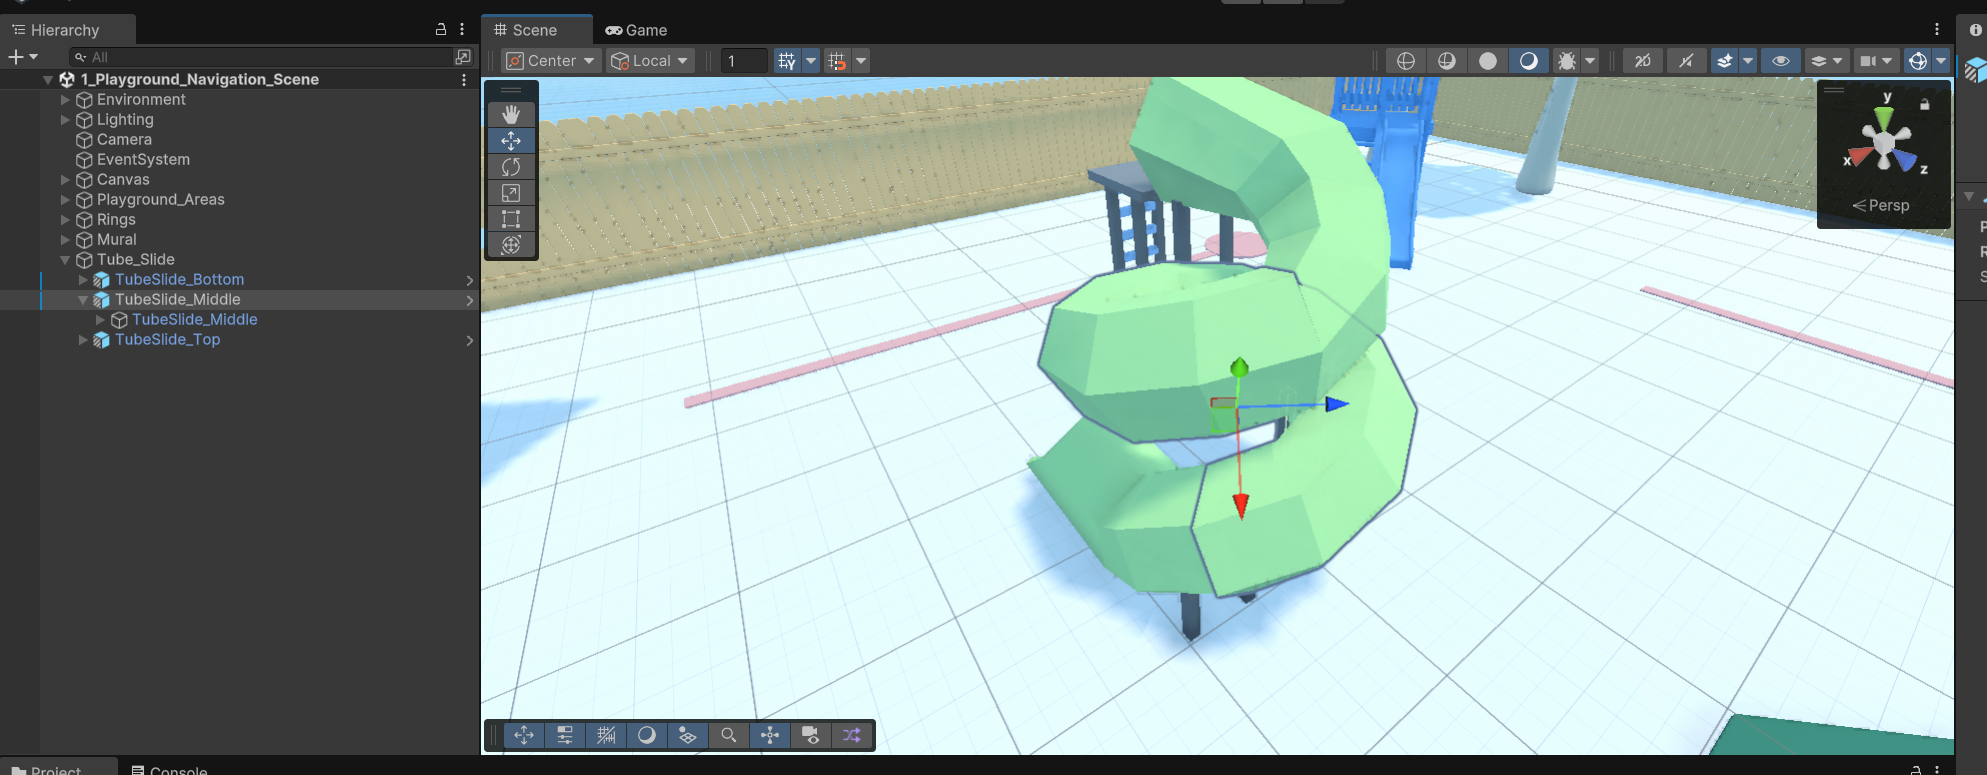 Hierarchy
All
1_Playground_Navigation_Scene
Environment
Lighting
Camera
EventSystem
Canvas
Playground_Areas
Rings
Mural
Tube_Slide
TubeSlide_Bottom
TubeSlide_Middle
TubeSlide_Middle
TubeSlide_Top
Scene
Game
Center
Local
1
2D
y
x
z
Persp
Project
Console